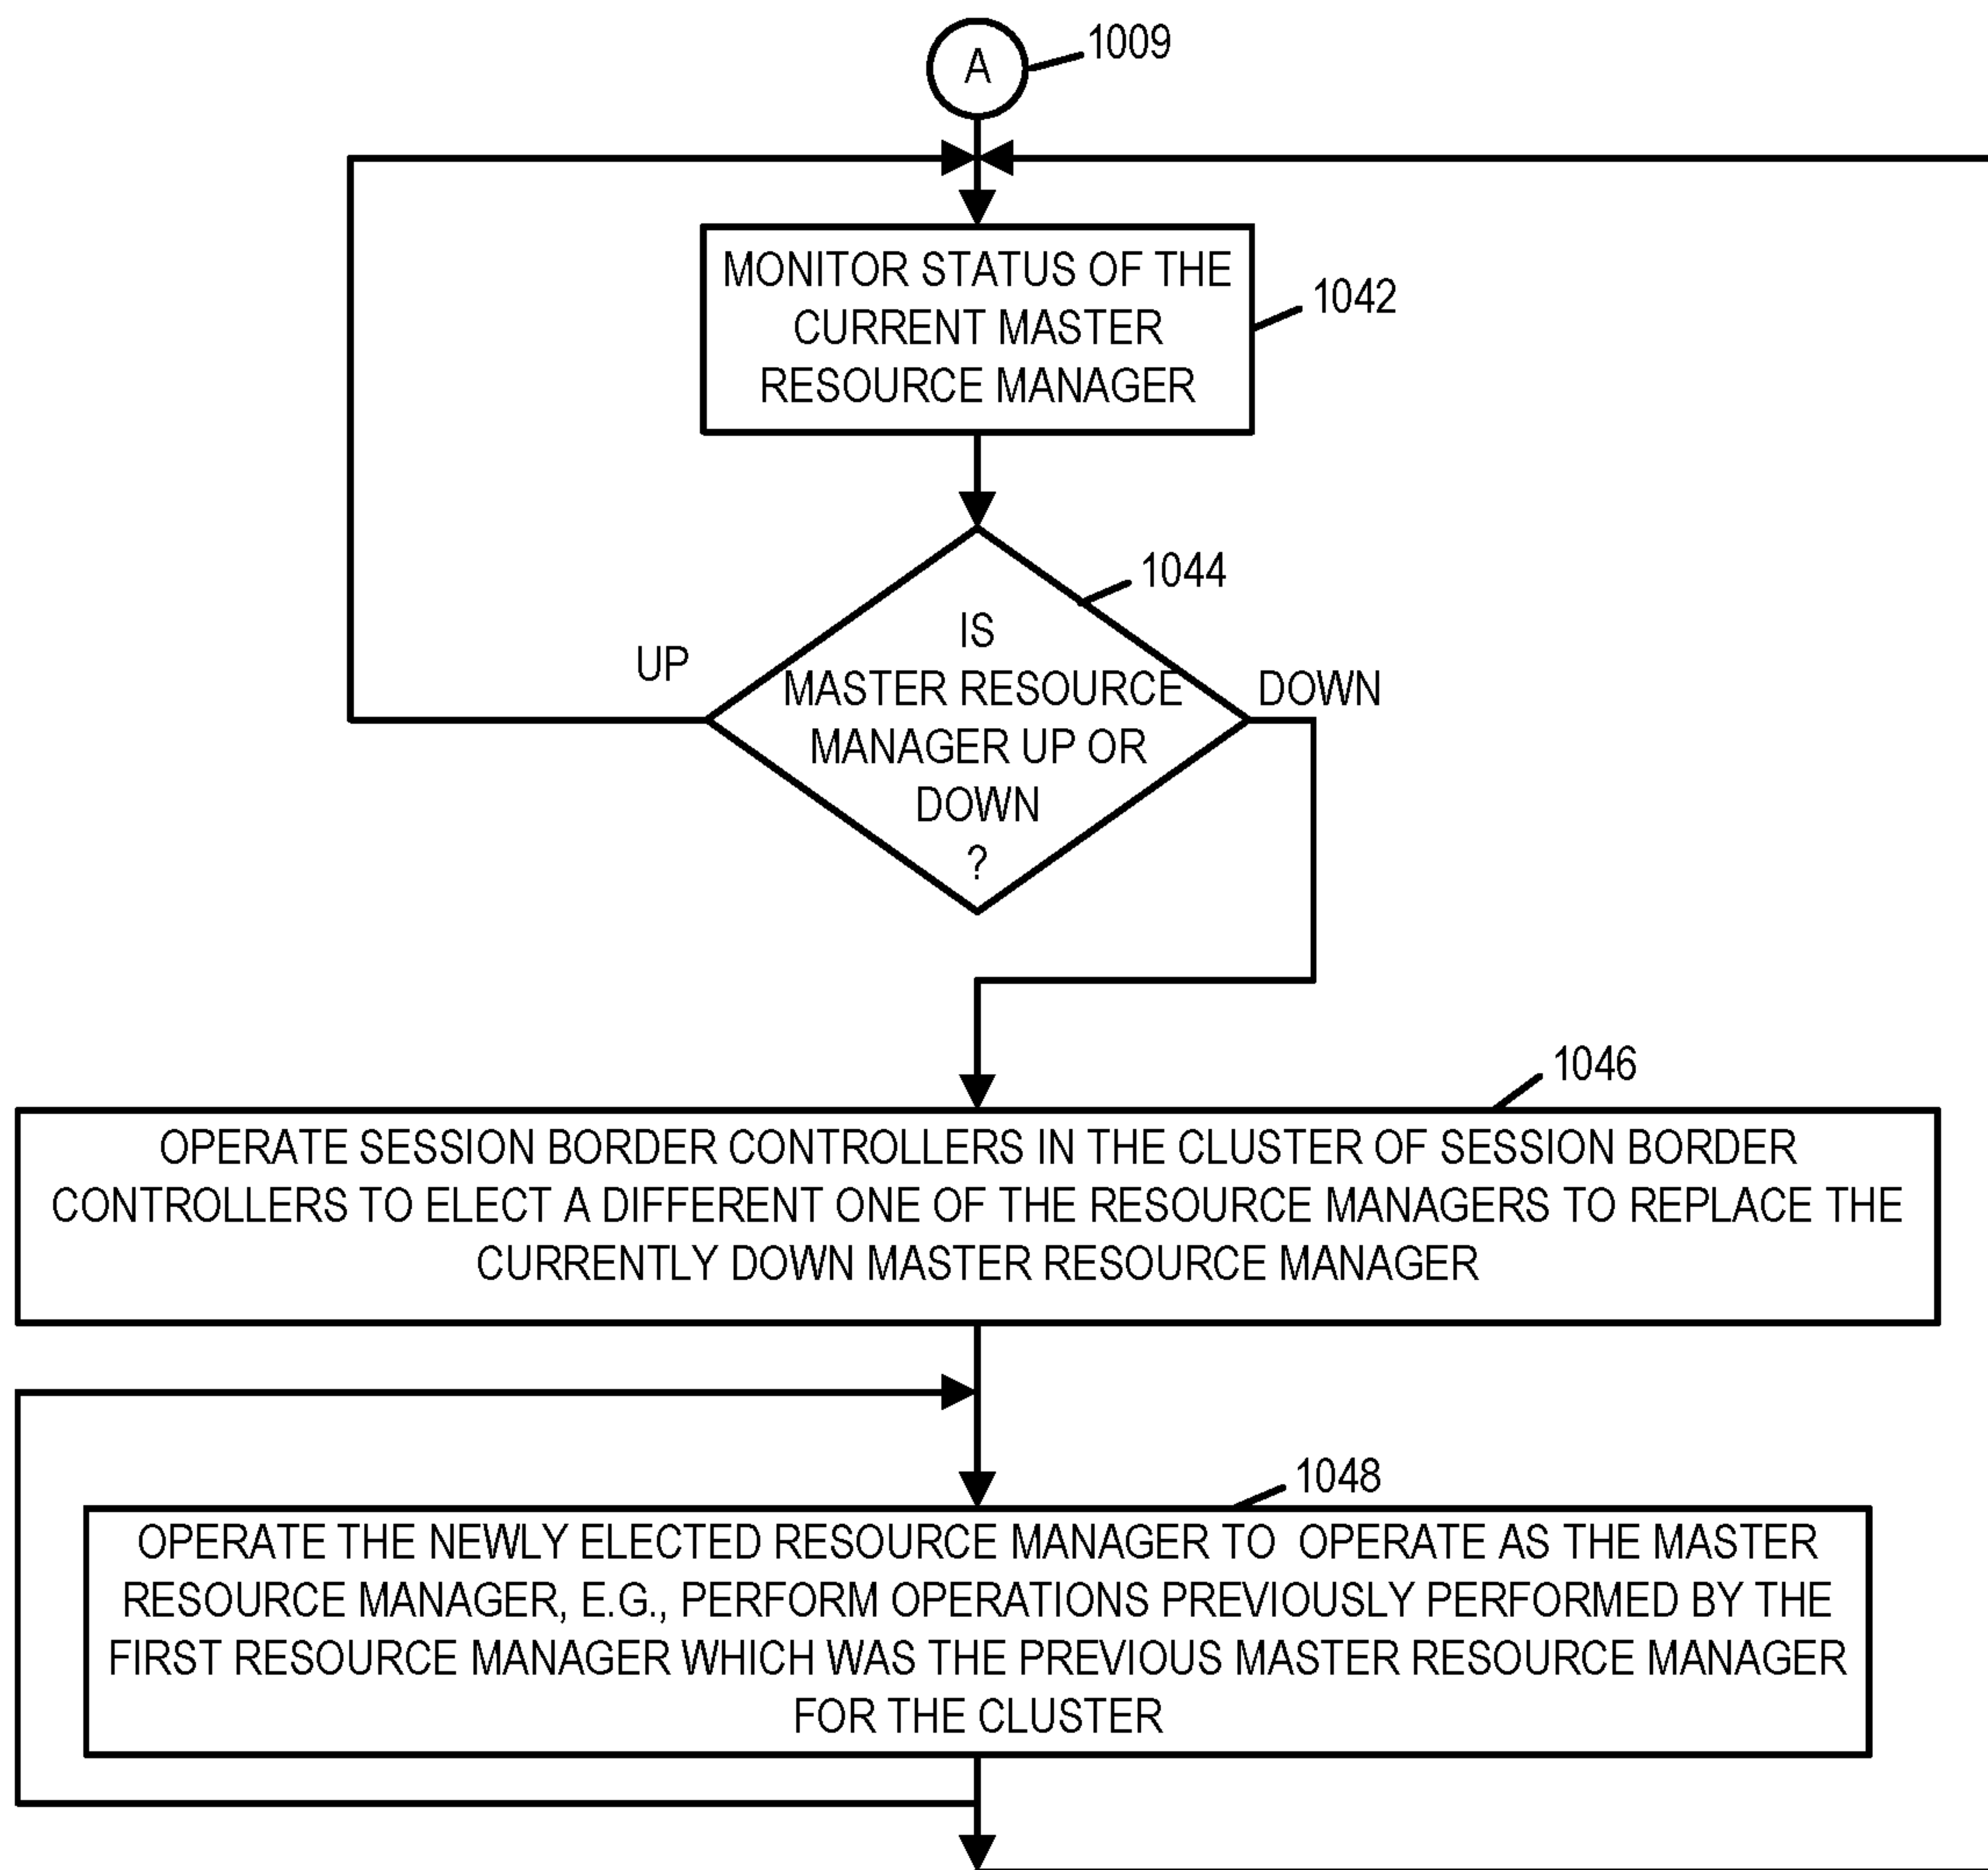 A
1009
MONITOR STATUS OF THE
CURRENT MASTER
RESOURCE MANAGER
1042
1044
IS
MASTER RESOURCE
MANAGER UP OR
DOWN
?
UP
DOWN
1046
OPERATE SESSION BORDER CONTROLLERS IN THE CLUSTER OF SESSION BORDER
CONTROLLERS TO ELECT A DIFFERENT ONE OF THE RESOURCE MANAGERS TO REPLACE THE
CURRENTLY DOWN MASTER RESOURCE MANAGER
1048
OPERATE THE NEWLY ELECTED RESOURCE MANAGER TO OPERATE AS THE MASTER
RESOURCE MANAGER, E.G., PERFORM OPERATIONS PREVIOUSLY PERFORMED BY THE
FIRST RESOURCE MANAGER WHICH WAS THE PREVIOUS MASTER RESOURCE MANAGER
FOR THE CLUSTER